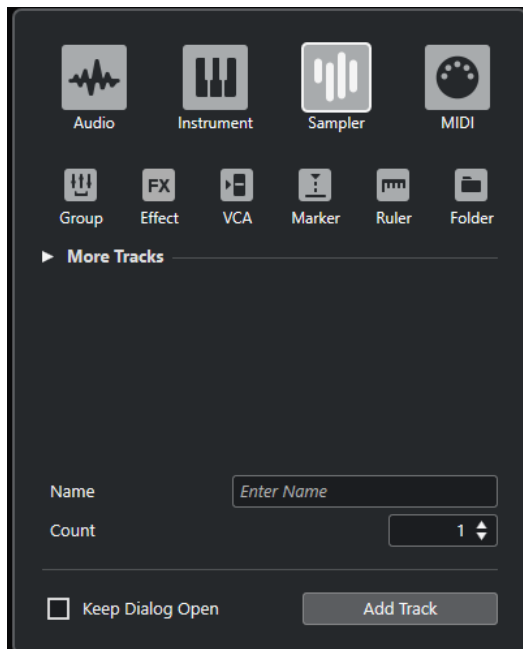 Audio Instrument Sampler MIDI
Group Effect VCA Marker Ruler Folder
More Tracks
Name Enter Name
Count 1
Keep Dialog Open Add Track